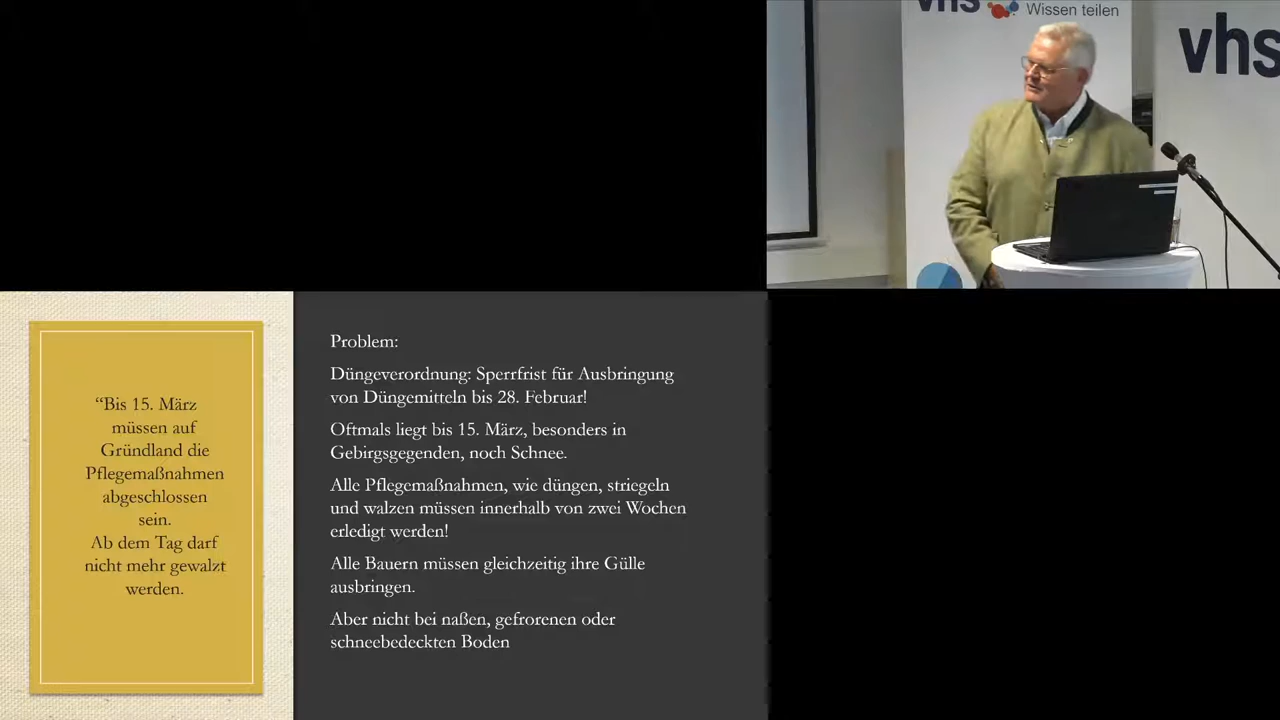 vhs
Wissen teilen
vhs
“Bis 15. März
müssen auf
Gründland die
Pflegemaßnahmen
abgeschlossen
sein.
Ab dem Tag darf
nicht mehr gewalzt
werden.
Problem:
Düngeverordnung: Sperrfrist für Ausbringung
von Düngemitteln bis 28. Februar!
Oftmals liegt bis 15. März, besonders in
Gebirgsgegenden, noch Schnee.
Alle Pflegemaßnahmen, wie düngen, striegeln
und walzen müssen innerhalb von zwei Wochen
erledigt werden!
Alle Bauern müssen gleichzeitig ihre Gülle
ausbringen.
Aber nicht bei naßen, gefrorenen oder
schneebedeckten Boden